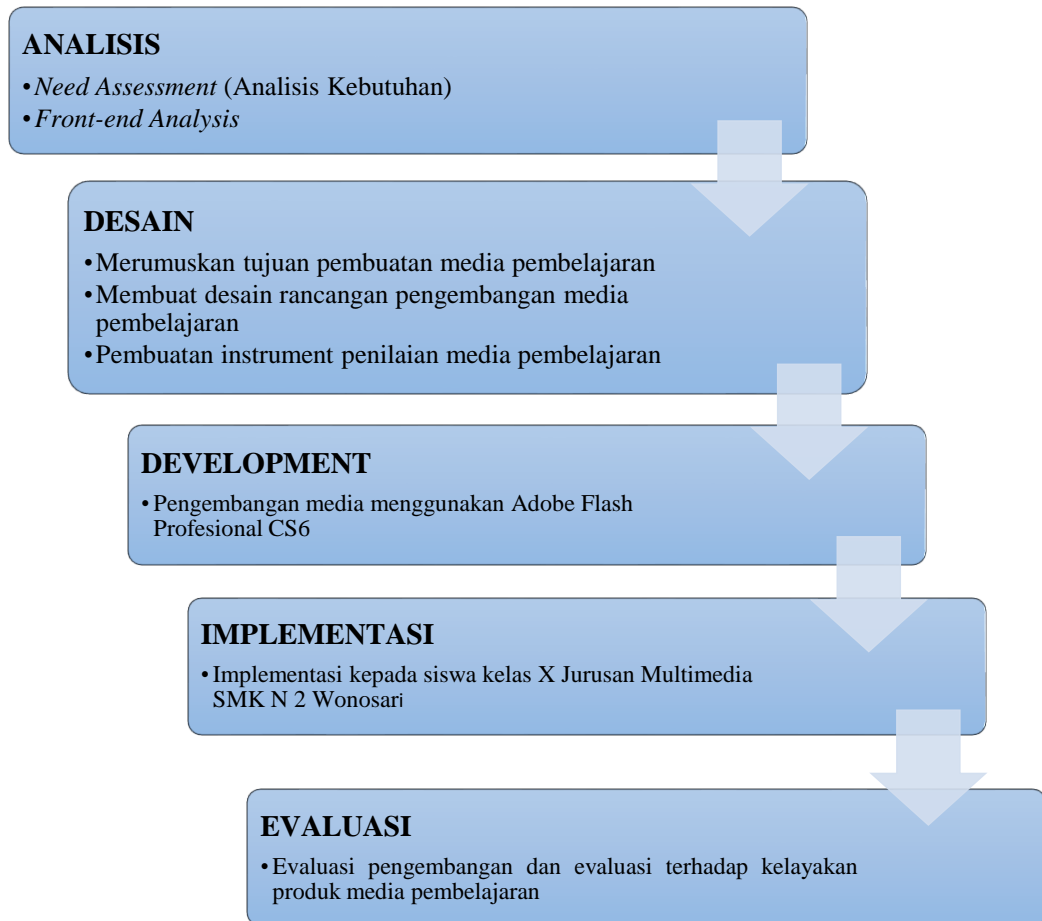 ANALISIS
•Need Assessment (Analisis Kebutuhan)
•Front-end Analysis
DESAIN
•Merumuskan tujuan pembuatan media pembelajaran
•Membuat desain rancangan pengembangan media
pembelajaran
•Pembuatan instrument penilaian media pembelajaran
DEVELOPMENT
•Pengembangan media menggunakan Adobe Flash
Profesional CS6
IMPLEMENTASI
•Implementasi kepada siswa kelas X Jurusan Multimedia
SMK N 2 Wonosari
EVALUASI
•Evaluasi pengembangan dan evaluasi terhadap kelayakan
produk media pembelajaran